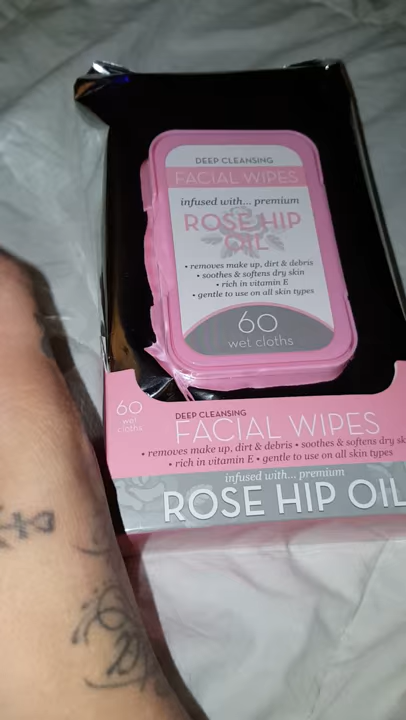 DEEP CLEANSING
FACIAL WIPES
infused with... premium
ROSE HIP
OIL
• removes make up, dirt & debris
• soothes & softens dry skin
• rich in vitamin E
• gentle to use on all skin types
60
wet cloths
60
wet
cloths
DEEP CLEANSING
FACIAL WIPES
• removes make up, dirt & debris • soothes & softens dry sk
• rich in vitamin E • gentle to use on all skin types
infused with... premium
ROSE HIP OIL